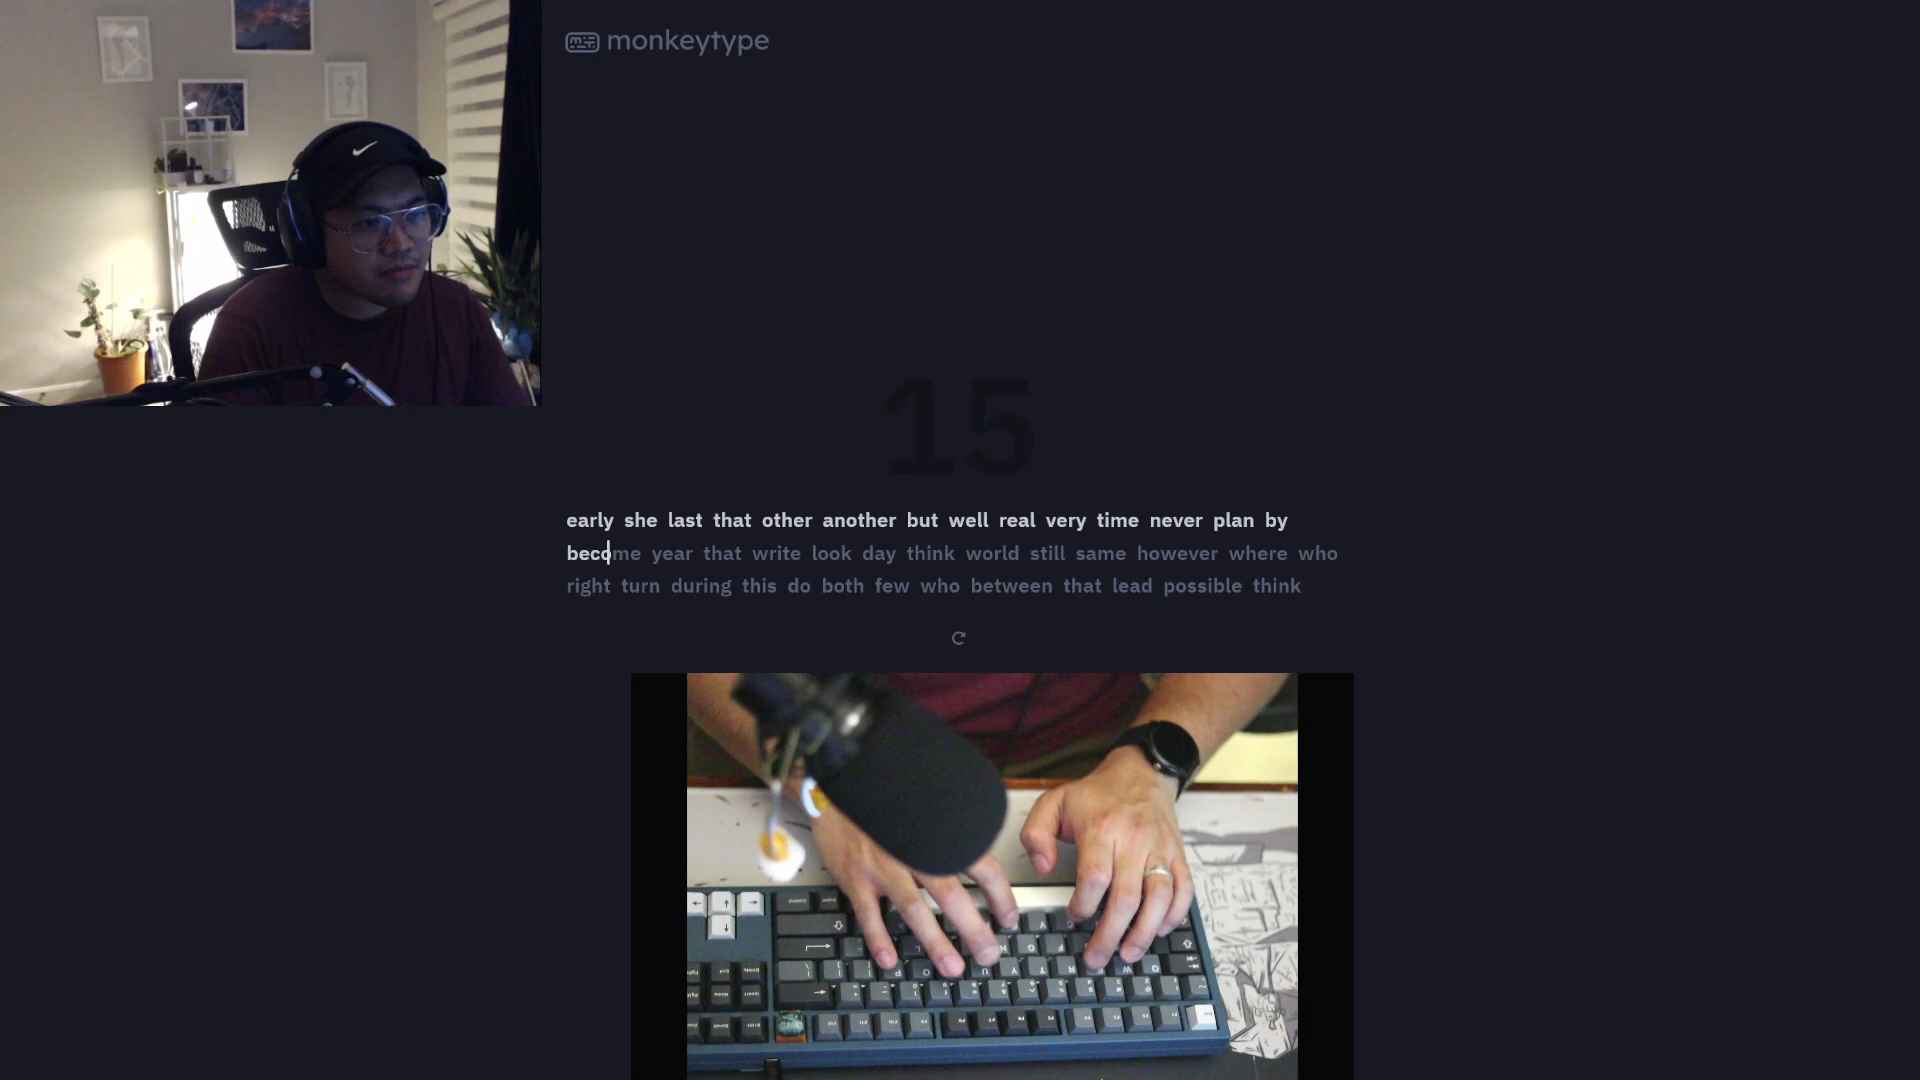 monkeytype
15
early she last that other another but well real very time never plan by
become year that write look day think world still same however where who
right turn during this do both few who between that lead possible think